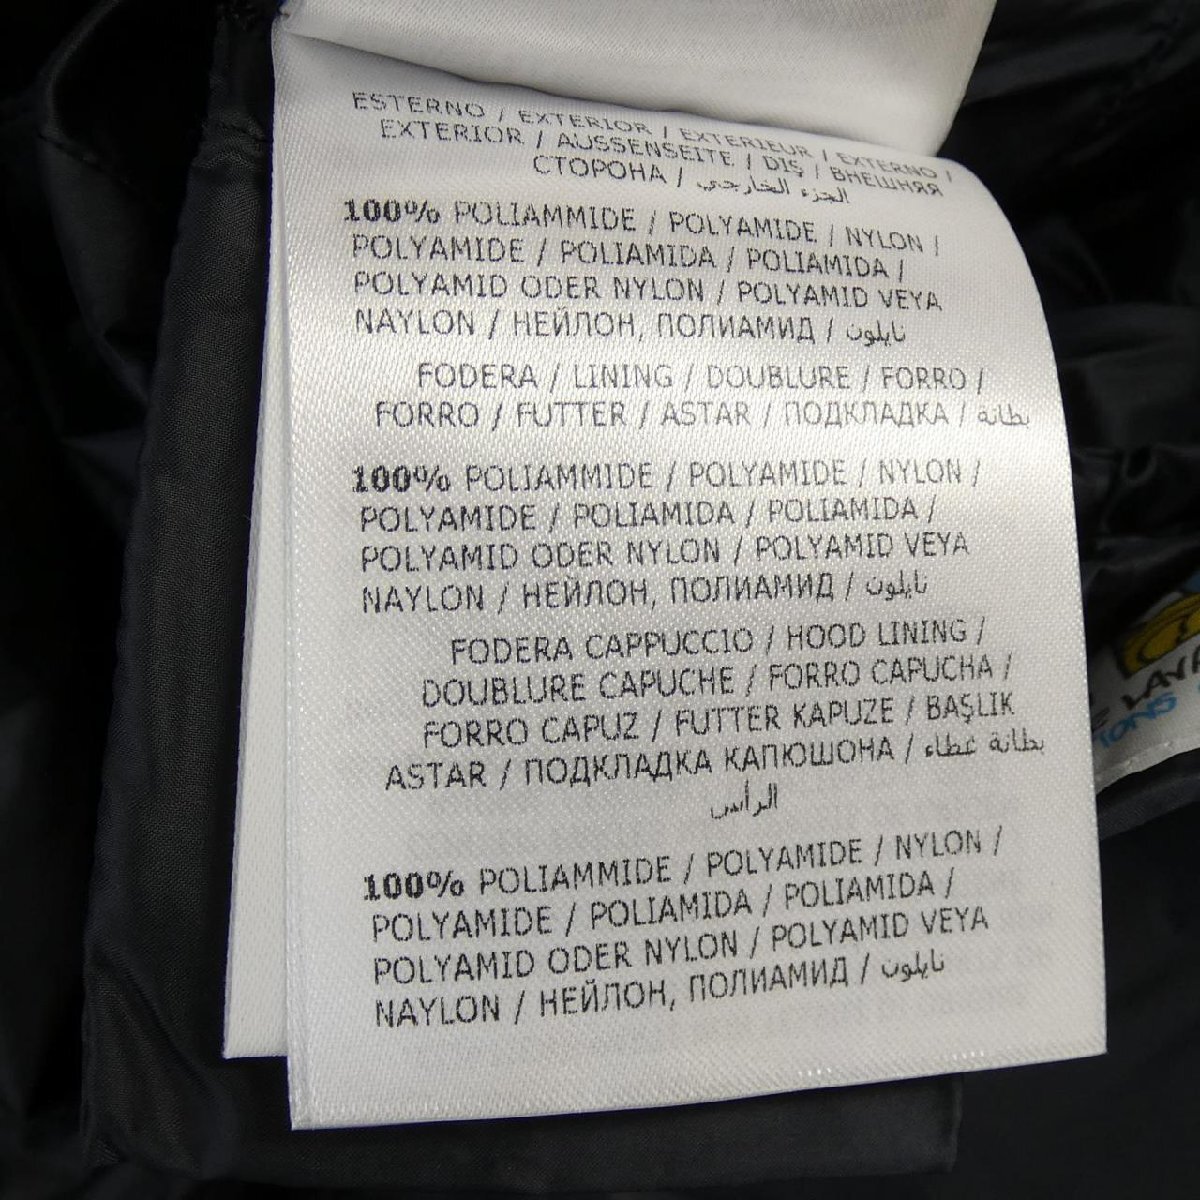 ESTERNO / EXTERIOR / EXTERIEUR / EXTERNO /
EXTERIOR / AUSSENSEITE / DIŞ / ВНЕШНЯЯ
СТОРОНА / الجزء الخارجي
100% POLIAMMIDE / POLYAMIDE / NYLON /
POLYAMIDE / POLIAMIDA / POLIAMIDA /
POLYAMID ODER NYLON / POLYAMID VEYA
NAYLON / НЕЙЛОН, ПОЛИАМИД / نايلون
FODERA / LINING / DOUBLURE / FORRO /
FORRO / FUTTER / ASTAR / ПОДКЛАДКА / بطانة
100% POLIAMMIDE / POLYAMIDE / NYLON /
POLYAMIDE / POLIAMIDA / POLIAMIDA /
POLYAMID ODER NYLON / POLYAMID VEYA
NAYLON / НЕЙЛОН, ПОЛИАМИД / نايلون
FODERA CAPPUCCIO / HOOD LINING /
DOUBLURE CAPUCHE / FORRO CAPUCHA /
FORRO CAPUZ / FUTTER KAPUZE / BAŞLIK
ASTAR / ПОДКЛАДКА КАПЮШОНА / بطانة غطاء
الرأس
100% POLIAMMIDE / POLYAMIDE / NYLON /
POLYAMIDE / POLIAMIDA / POLIAMIDA /
POLYAMID ODER NYLON / POLYAMID VEYA
NAYLON / НЕЙЛОН, ПОЛИАМИД / نايلون